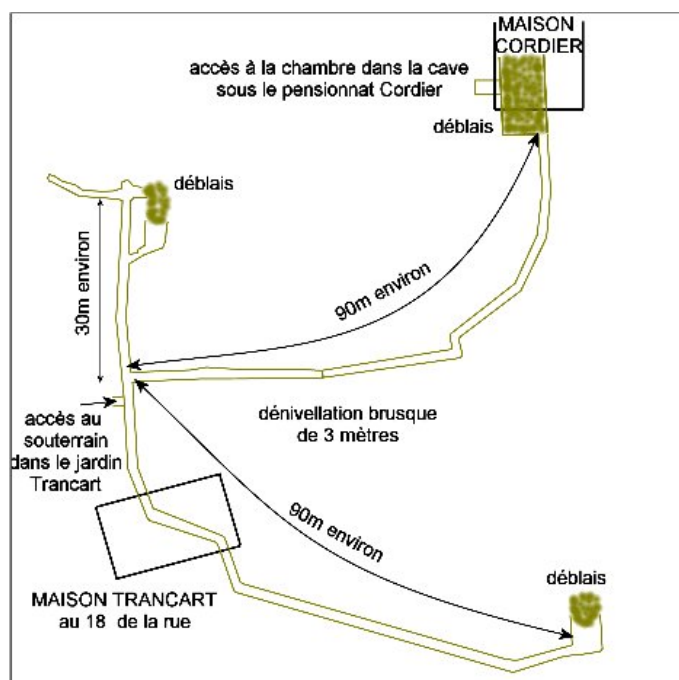 MAISON
CORDIER
accès à la chambre dans la cave
sous le pensionnat Cordier
déblais
déblais
30m environ
90m environ
accès au
souterrain
dans le jardin
Trancart
dénivellation brusque
de 3 mètres
90m environ
MAISON TRANCART
au 18 de la rue
déblais